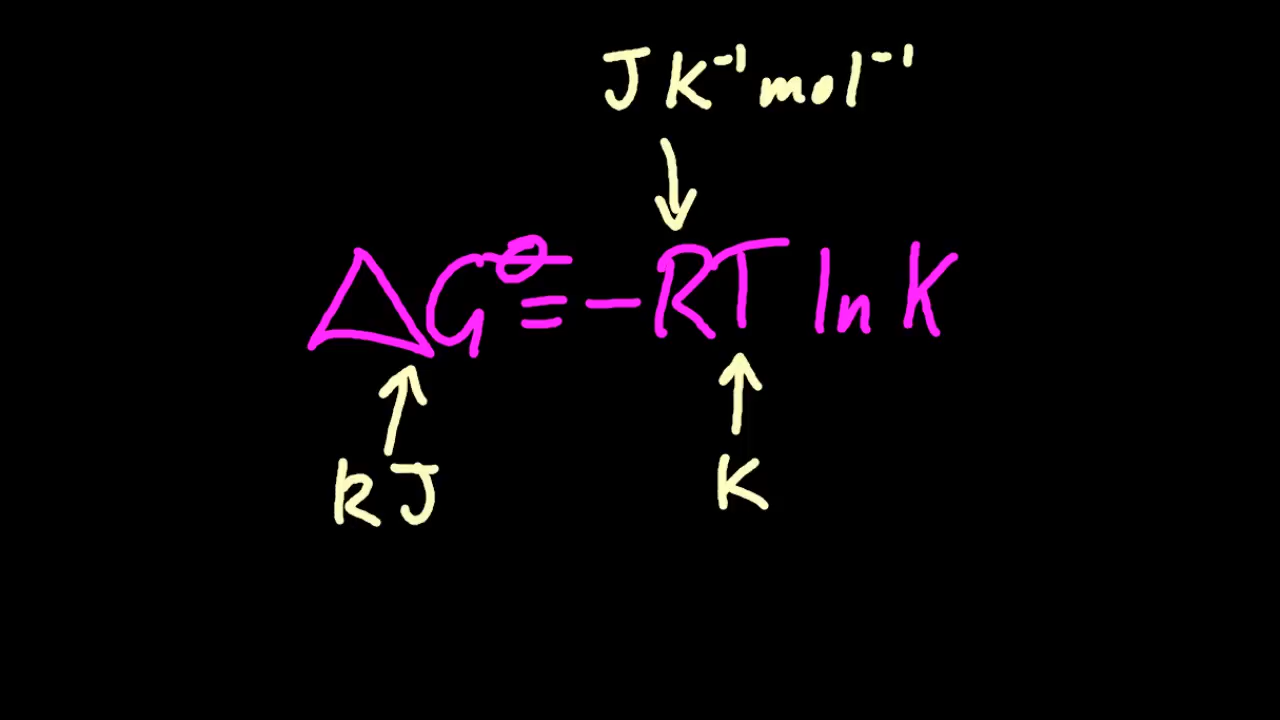 J K⁻¹ mol⁻¹
ΔG^⦵ = −RT ln K
kJ K